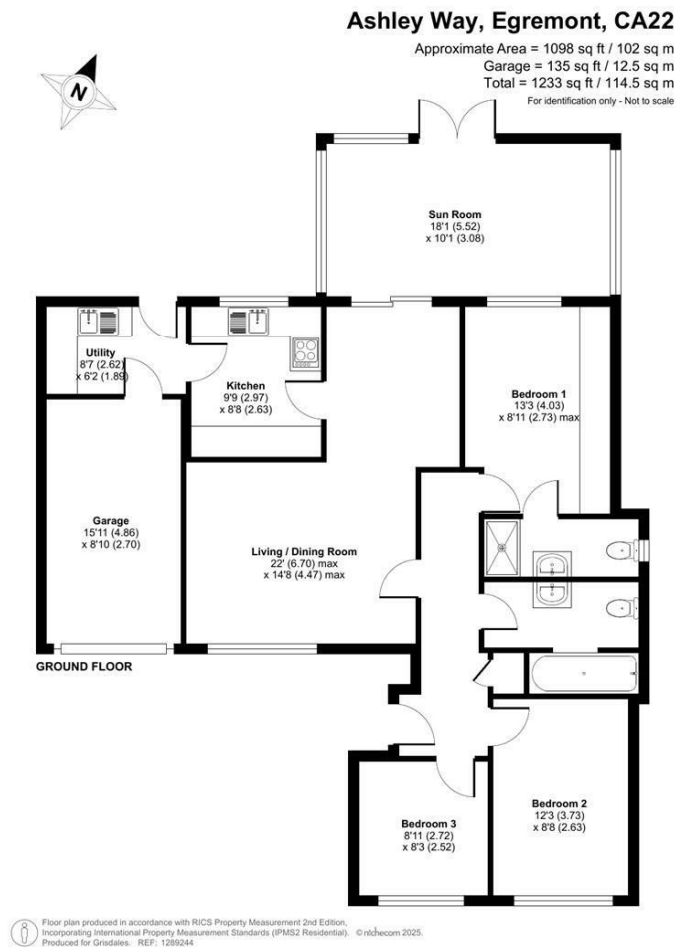 Ashley Way, Egremont, CA22
Approximate Area = 1098 sq ft / 102 sq m
Garage = 135 sq ft / 12.5 sq m
Total = 1233 sq ft / 114.5 sq m
For identification only - Not to scale
N
Sun Room
18'1 (5.52)
x 10'1 (3.08)
Utility
8'7 (2.62)
x 6'2 (1.89)
Kitchen
9'9 (2.97)
x 8'8 (2.63)
Bedroom 1
13'3 (4.03)
x 8'11 (2.73) max
Garage
15'11 (4.86)
x 8'10 (2.70)
Living / Dining Room
22' (6.70) max
x 14'8 (4.47) max
GROUND FLOOR
Bedroom 3
8'11 (2.72)
x 8'3 (2.52)
Bedroom 2
12'3 (3.73)
x 8'8 (2.63)
Floor plan produced in accordance with RICS Property Measurement 2nd Edition,
Incorporating International Property Measurement Standards (IPMS2 Residential). © nichecom 2025.
Produced for Grisdales. REF: 1289244